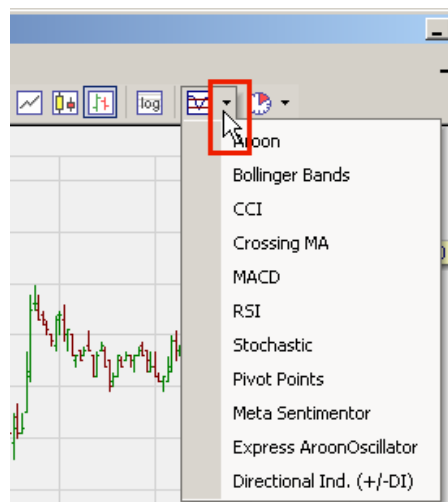 log
Aroon
Bollinger Bands
CCI
Crossing MA
MACD
RSI
Stochastic
Pivot Points
Meta Sentimentor
Express AroonOscillator
Directional Ind. (+/-DI)